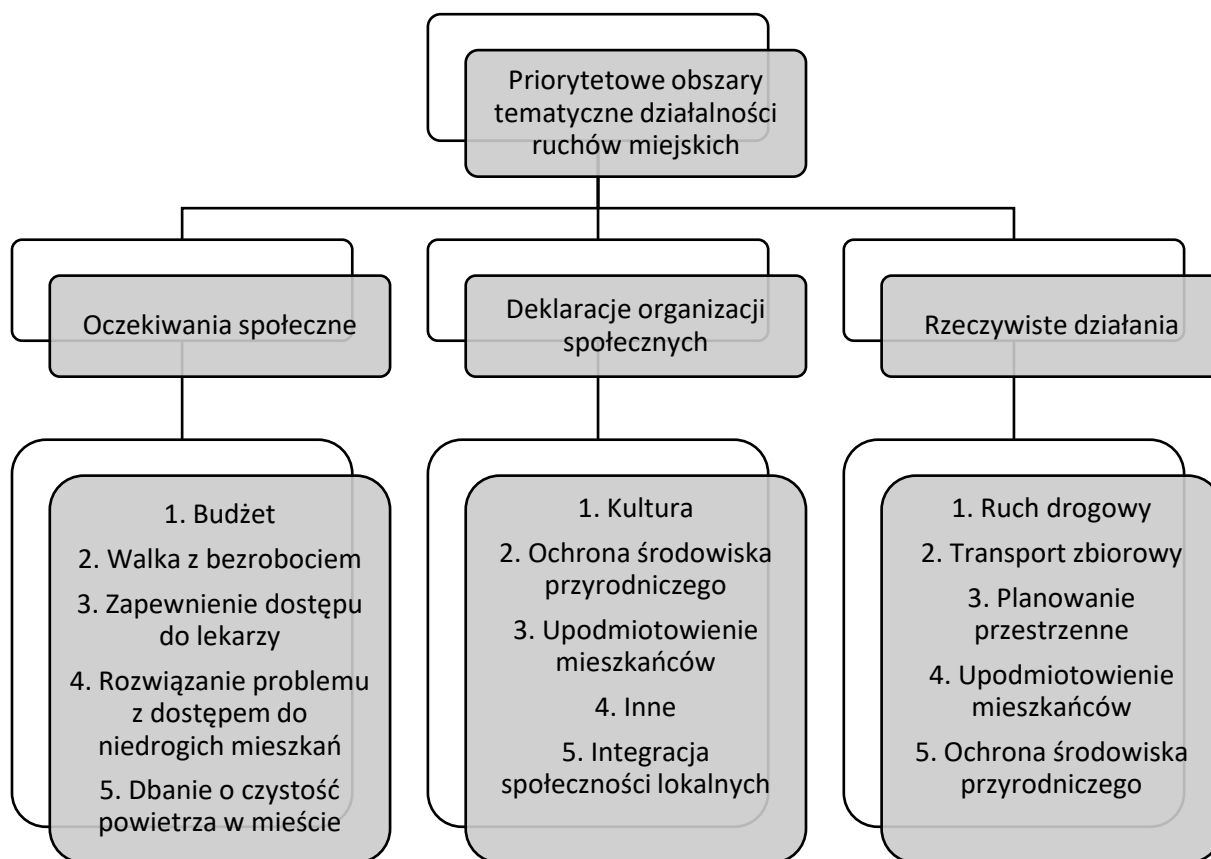 Priorytetowe obszary
tematyczne działalności
ruchów miejskich
Oczekiwania społeczne
Deklaracje organizacji
społecznych
Rzeczywiste działania
1. Budżet
2. Walka z bezrobociem
3. Zapewnienie dostępu
do lekarzy
4. Rozwiązanie problemu
z dostępem do
niedrogich mieszkań
5. Dbanie o czystość
powietrza w mieście
1. Kultura
2. Ochrona środowiska
przyrodniczego
3. Upodmiotowienie
mieszkańców
4. Inne
5. Integracja
społeczności lokalnych
1. Ruch drogowy
2. Transport zbiorowy
3. Planowanie
przestrzenne
4. Upodmiotowienie
mieszkańców
5. Ochrona środowiska
przyrodniczego